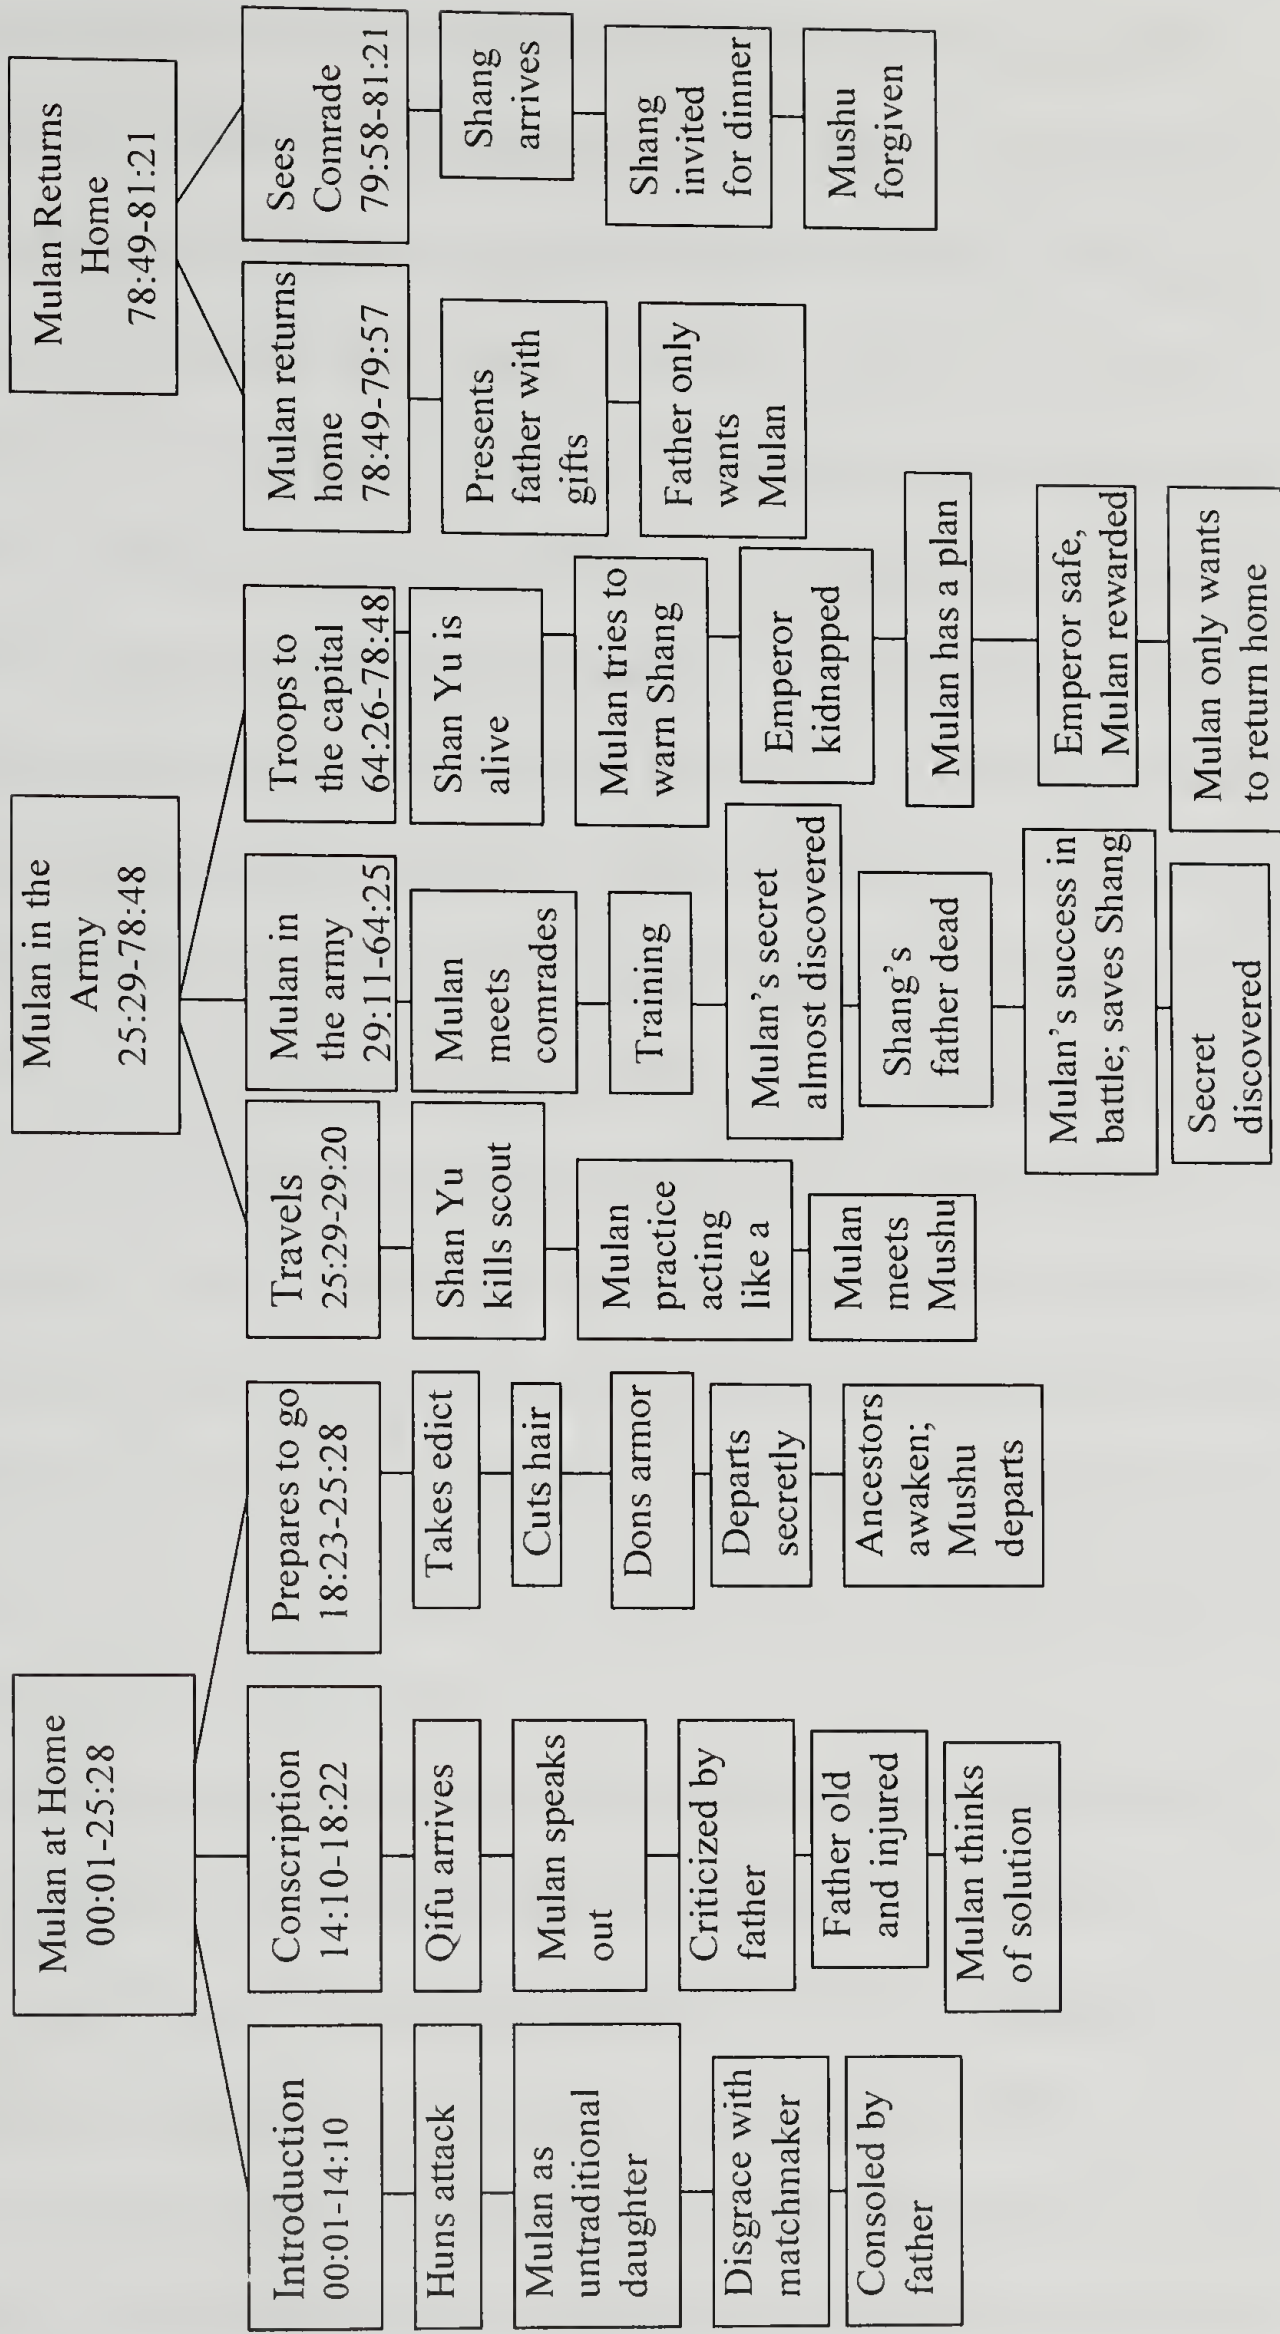 Mulan at Home
00:01-25:28
Introduction
00:01-14:10
Huns attack
Mulan as
untraditional
daughter
Disgrace with
matchmaker
Consoled by
father
Conscription
14:10-18:22
Qifu arrives
Mulan speaks
out
Criticized by
father
Father old
and injured
Mulan thinks
of solution
Prepares to go
18:23-25:28
Takes edict
Cuts hair
Dons armor
Departs
secretly
Ancestors
awaken;
Mushu
departs
Mulan in the
Army
25:29-78:48
Travels
25:29-29:20
Shan Yu
kills scout
Mulan
practice
acting
like a
Mulan
meets
Mushu
Mulan in
the army
29:11-64:25
Mulan
meets
comrades
Training
Mulan's secret
almost discovered
Shang's
father dead
Mulan's success in
battle; saves Shang
Secret
discovered
Troops to
the capital
64:26-78:48
Shan Yu is
alive
Mulan tries to
warn Shang
Emperor
kidnapped
Mulan has a plan
Emperor safe,
Mulan rewarded
Mulan only wants
to return home
Mulan Returns
Home
78:49-81:21
Mulan returns
home
78:49-79:57
Presents
father with
gifts
Father only
wants
Mulan
Sees
Comrade
79:58-81:21
Shang
arrives
Shang
invited
for dinner
Mushu
forgiven